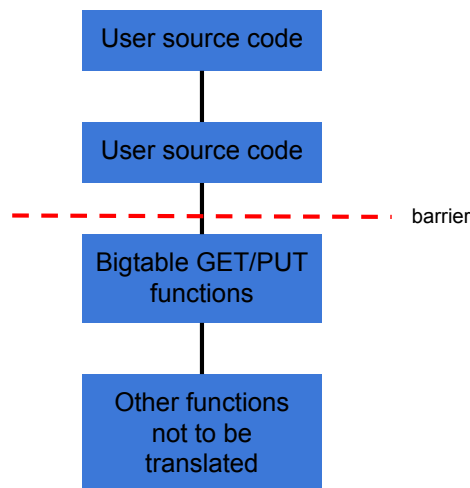 User source code
User source code
barrier
Bigtable GET/PUT
functions
Other functions
not to be
translated